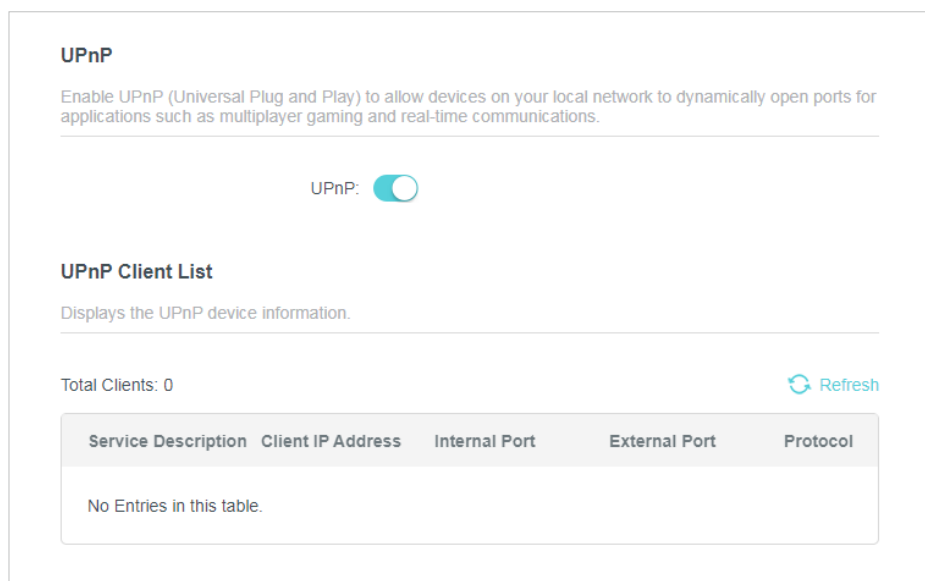 UPnP
Enable UPnP (Universal Plug and Play) to allow devices on your local network to dynamically open ports for
applications such as multiplayer gaming and real-time communications.
UPnP:
UPnP Client List
Displays the UPnP device information.
Total Clients: 0 Refresh
Service Description Client IP Address Internal Port External Port Protocol
No Entries in this table.